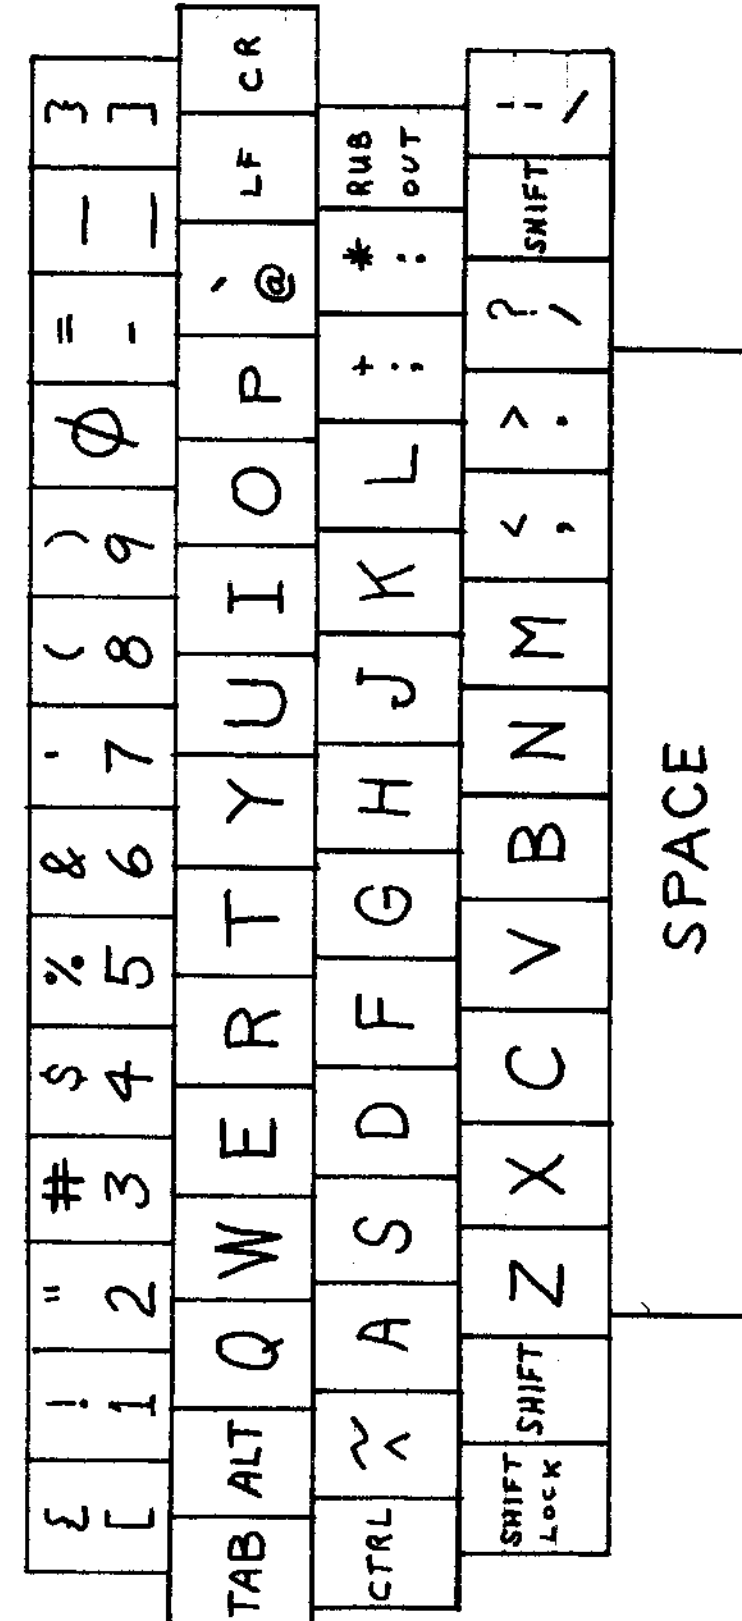 { ! " # $ % & ' ( ) = — }
[ 1 2 3 4 5 6 7 8 9 Ø - — ]
TAB ALT Q W E R T Y U I O P ` @ LF CR
CTRL ~ ^ A S D F G H J K L + ; * : RUB OUT
SHIFT LOCK SHIFT Z X C V B N M < , > . ? / SHIFT ¦ \
SPACE